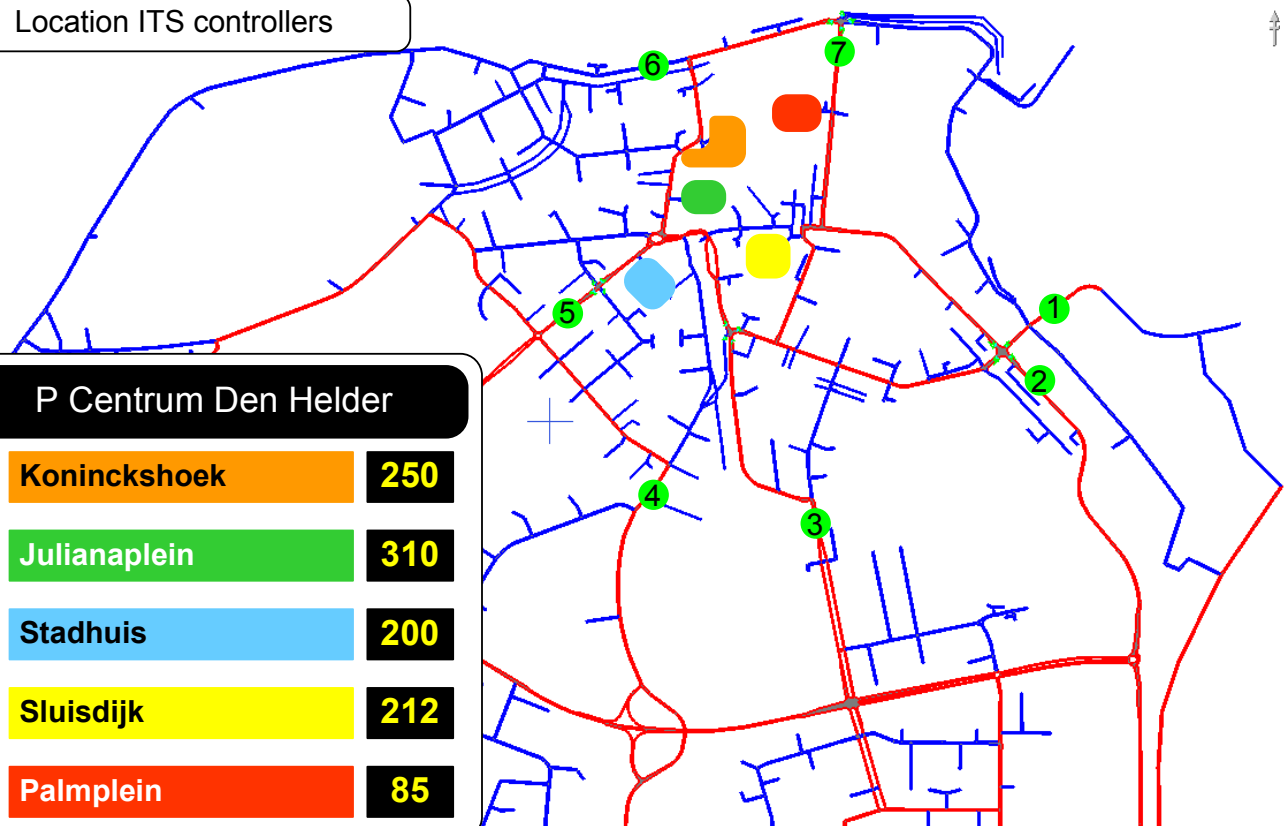 Location ITS controllers
6
7
1
5
2
P Centrum Den Helder
Koninckshoek 250
4
3
Julianaplein 310
Stadhuis 200
Sluisdijk 212
Palmplein 85